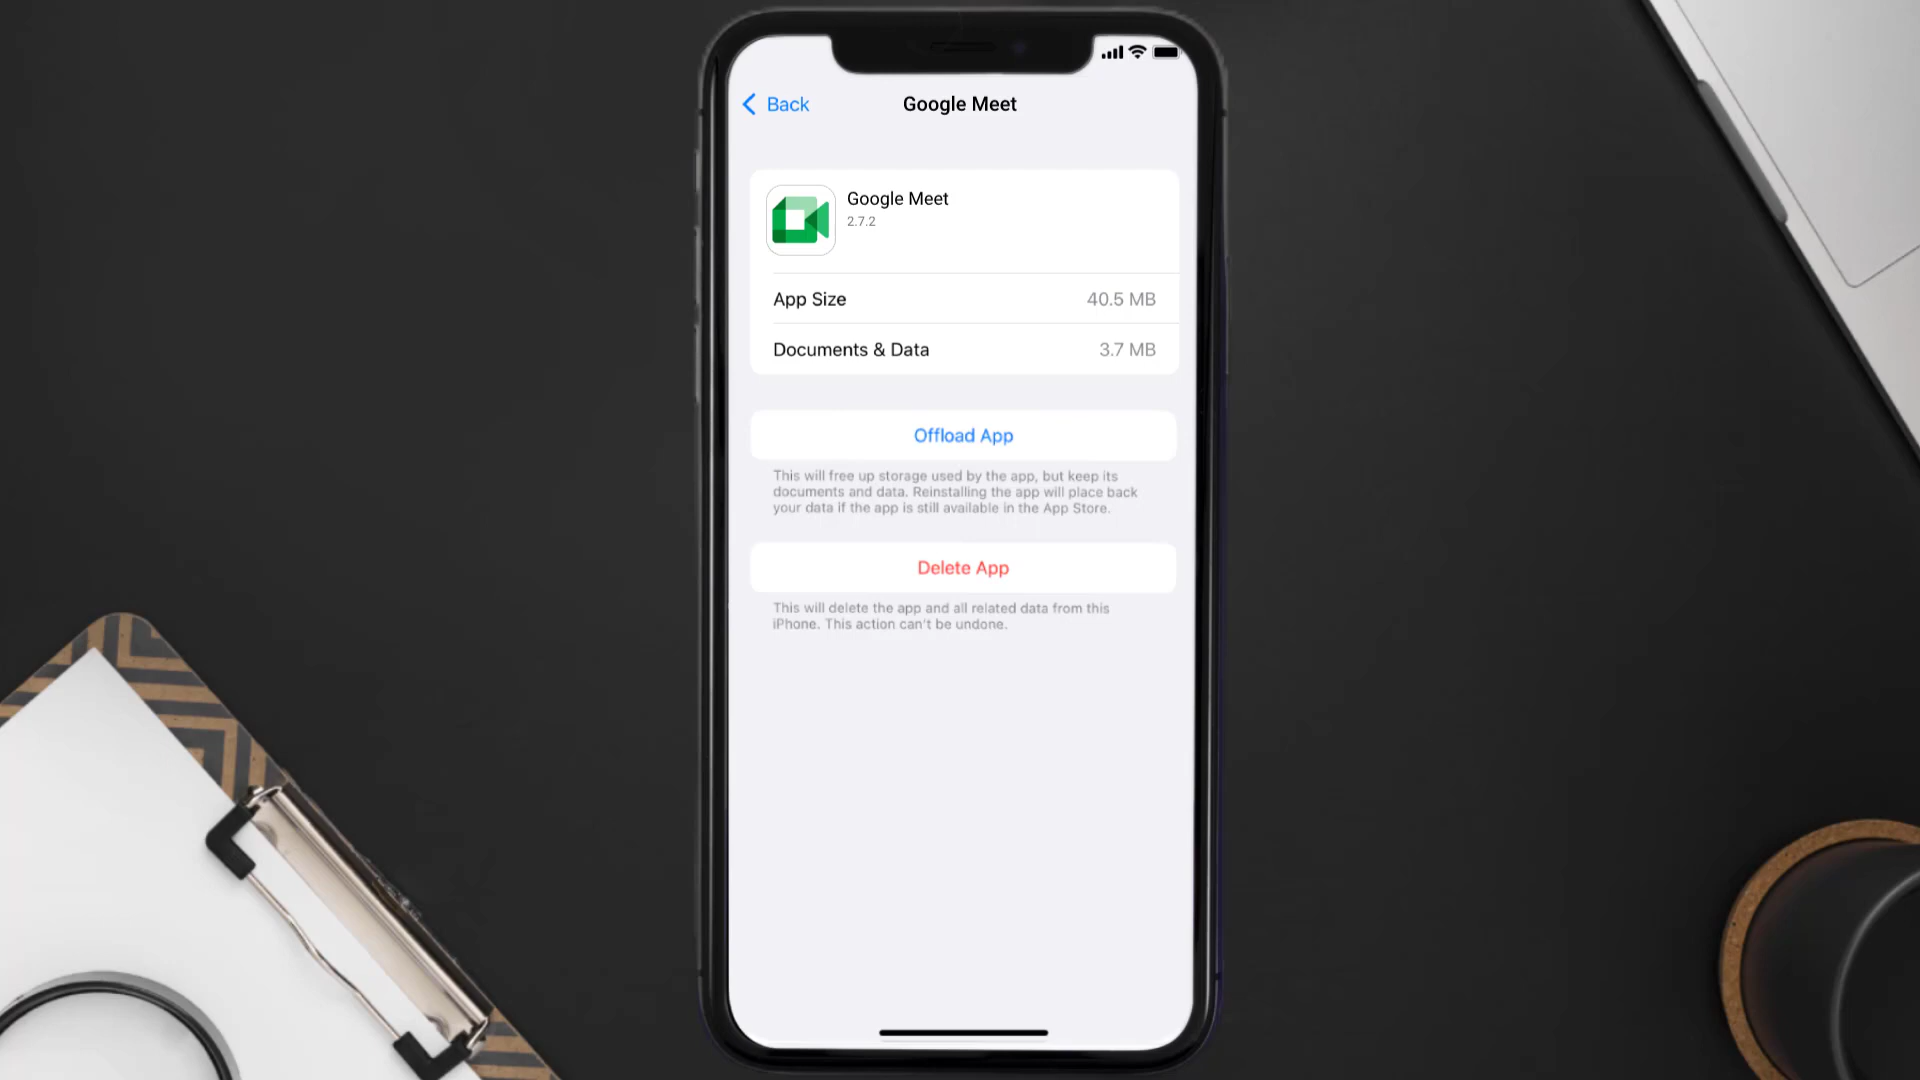 Back
Google Meet
Google Meet
2.7.2
App Size 40.5 MB
Documents & Data 3.7 MB
Offload App
This will free up storage used by the app, but keep its
documents and data. Reinstalling the app will place back
your data if the app is still available in the App Store.
Delete App
This will delete the app and all related data from this
iPhone. This action can't be undone.